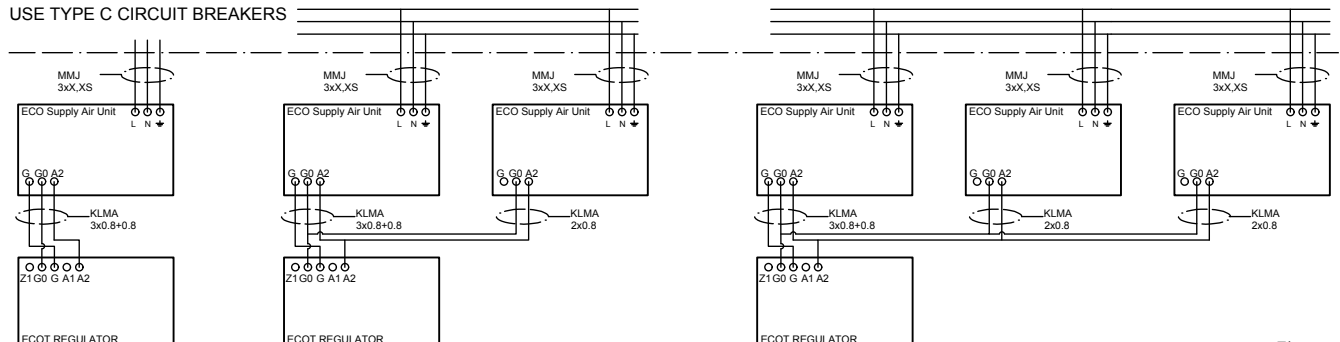 USE TYPE C CIRCUIT BREAKERS
MMJ
3xX,XS
MMJ
3xX,XS
MMJ
3xX,XS
MMJ
3xX,XS
MMJ
3xX,XS
MMJ
3xX,XS
ECO Supply Air Unit
L N
ECO Supply Air Unit
L N
ECO Supply Air Unit
L N
ECO Supply Air Unit
L N
ECO Supply Air Unit
L N
ECO Supply Air Unit
L N
G G0 A2
G G0 A2
G G0 A2
G G0 A2
G G0 A2
G G0 A2
KLMA
3x0.8+0.8
KLMA
3x0.8+0.8
KLMA
2x0.8
KLMA
3x0.8+0.8
KLMA
2x0.8
KLMA
2x0.8
Z1 G0 G A1 A2
Z1 G0 G A1 A2
Z1 G0 G A1 A2
ECOT REGULATOR
ECOT REGULATOR
ECOT REGULATOR